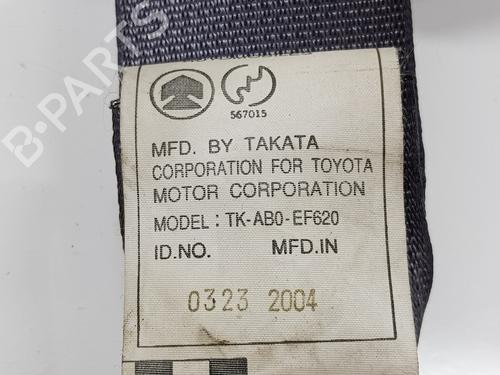 567015
MFD. BY TAKATA
CORPORATION FOR TOYOTA
MOTOR CORPORATION
MODEL : TK-AB0-EF620
ID.NO. MFD.IN
0323 2004
B-PARTS